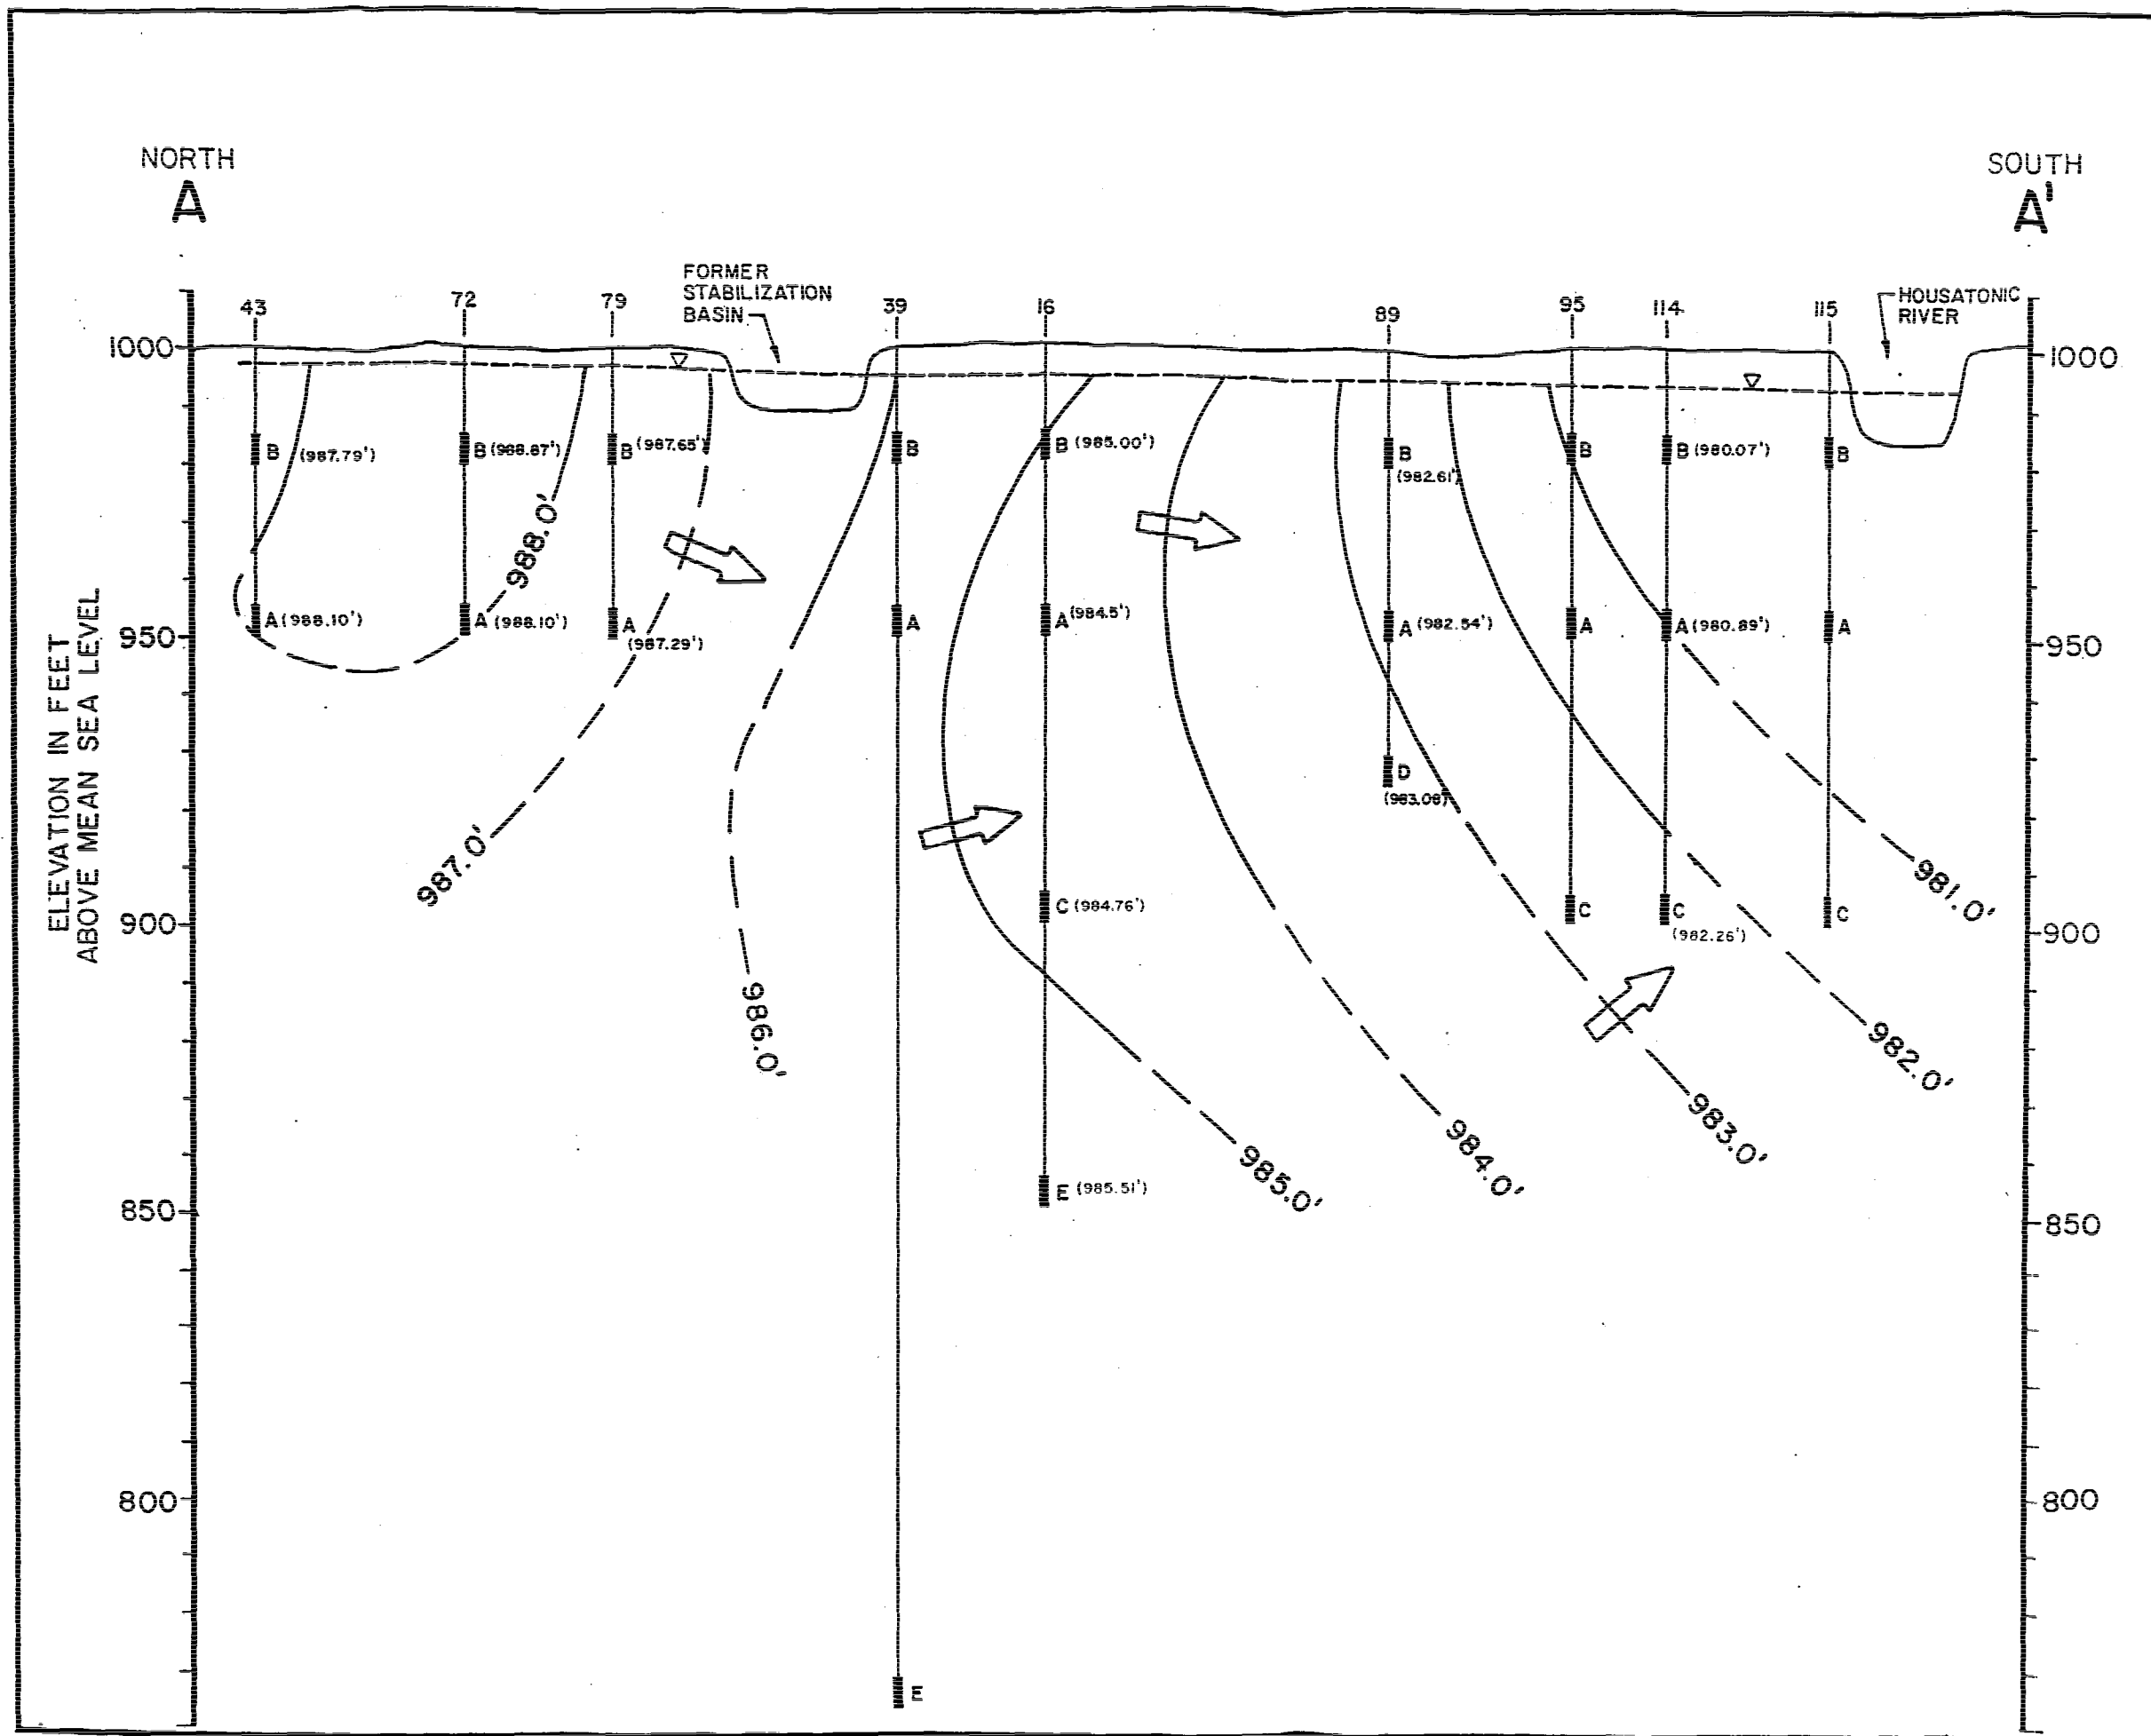 NORTH
A
SOUTH
A'
FORMER
STABILIZATION
BASIN
HOUSATONIC
RIVER
43
72
79
39
16
89
95
114
115
1000
1000
B (987.79')
B (988.87')
B (987.65')
B
B (985.00')
B
(982.61')
B
B (980.07')
B
988.0'
A (988.10')
A (988.10')
A
(987.29')
A
A (984.5')
A (982.54')
A
A (980.89')
A
950
950
ELEVATION IN FEET
ABOVE MEAN SEA LEVEL
D
(983.08')
987.0'
981.0'
C (984.76')
C
C
(982.26')
C
900
900
986.0'
982.0'
983.0'
984.0'
985.0'
E (985.51')
850
850
800
800
E